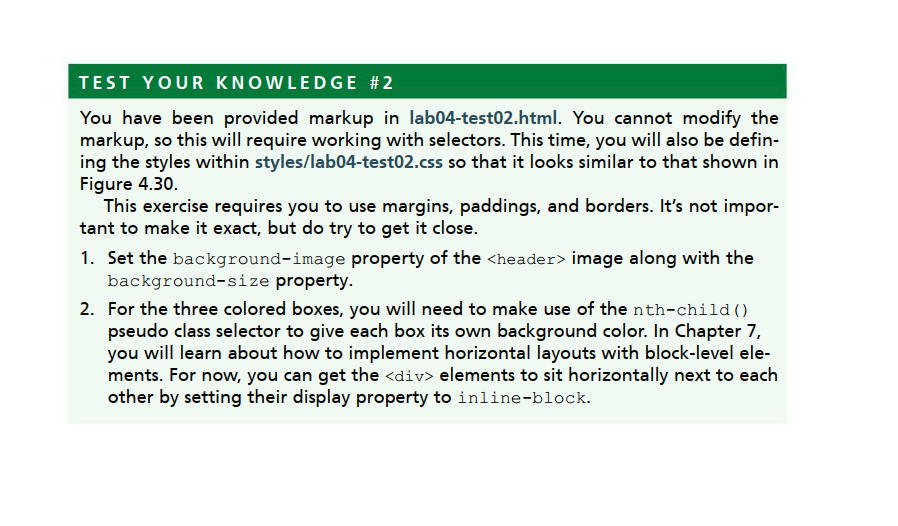 TEST YOUR KNOWLEDGE #2
You have been provided markup in lab04-test02.html. You cannot modify the
markup, so this will require working with selectors. This time, you will also be defin-
ing the styles within styles/lab04-test02.css so that it looks similar to that shown in
Figure 4.30.
This exercise requires you to use margins, paddings, and borders. It's not impor-
tant to make it exact, but do try to get it close.
1. Set the background-image property of the <header> image along with the
background-size property.
2. For the three colored boxes, you will need to make use of the nth-child()
pseudo class selector to give each box its own background color. In Chapter 7,
you will learn about how to implement horizontal layouts with block-level ele-
ments. For now, you can get the <div> elements to sit horizontally next to each
other by setting their display property to inline-block.